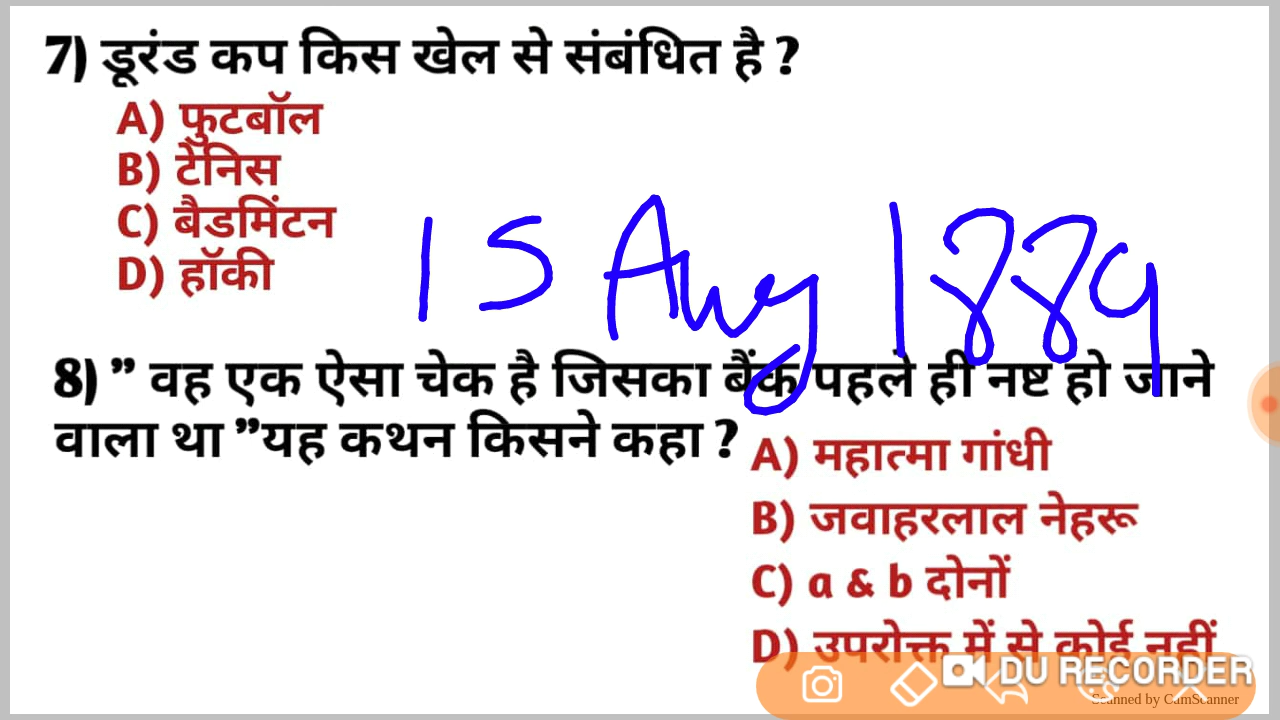 7) डूरंड कप किस खेल से संबंधित है ?
A) फुटबॉल
B) टेनिस
C) बैडमिंटन
D) हॉकी
15 Aug 1889
8) ” वह एक ऐसा चेक है जिसका बैंक पहले ही नष्ट हो जाने
वाला था ”यह कथन किसने कहा ?
A) महात्मा गांधी
B) जवाहरलाल नेहरू
C) a & b दोनों
D) उपरोक्त में से कोई नहीं
DU RECORDER
Scanned by CamScanner